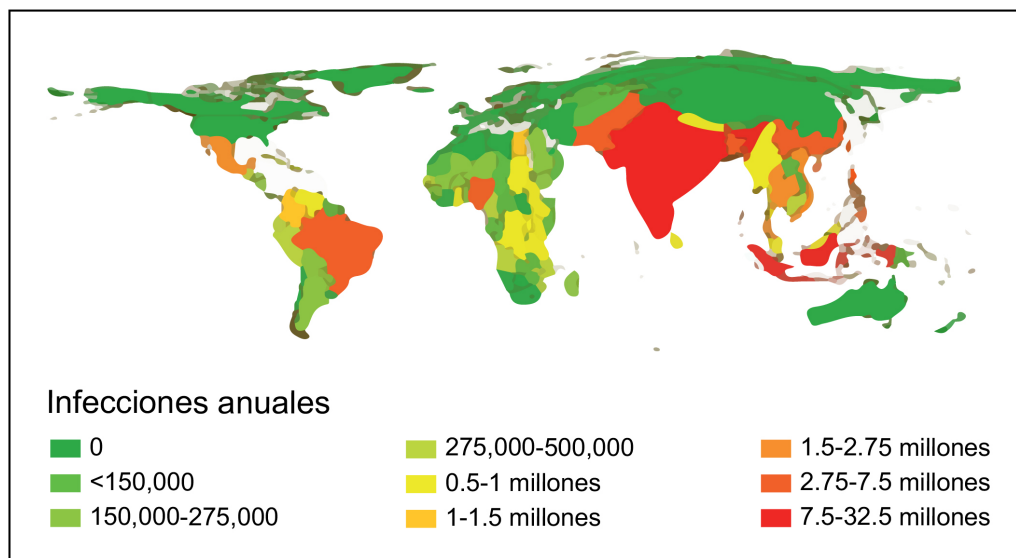 Infecciones anuales
0
<150,000
150,000-275,000
275,000-500,000
0.5-1 millones
1-1.5 millones
1.5-2.75 millones
2.75-7.5 millones
7.5-32.5 millones